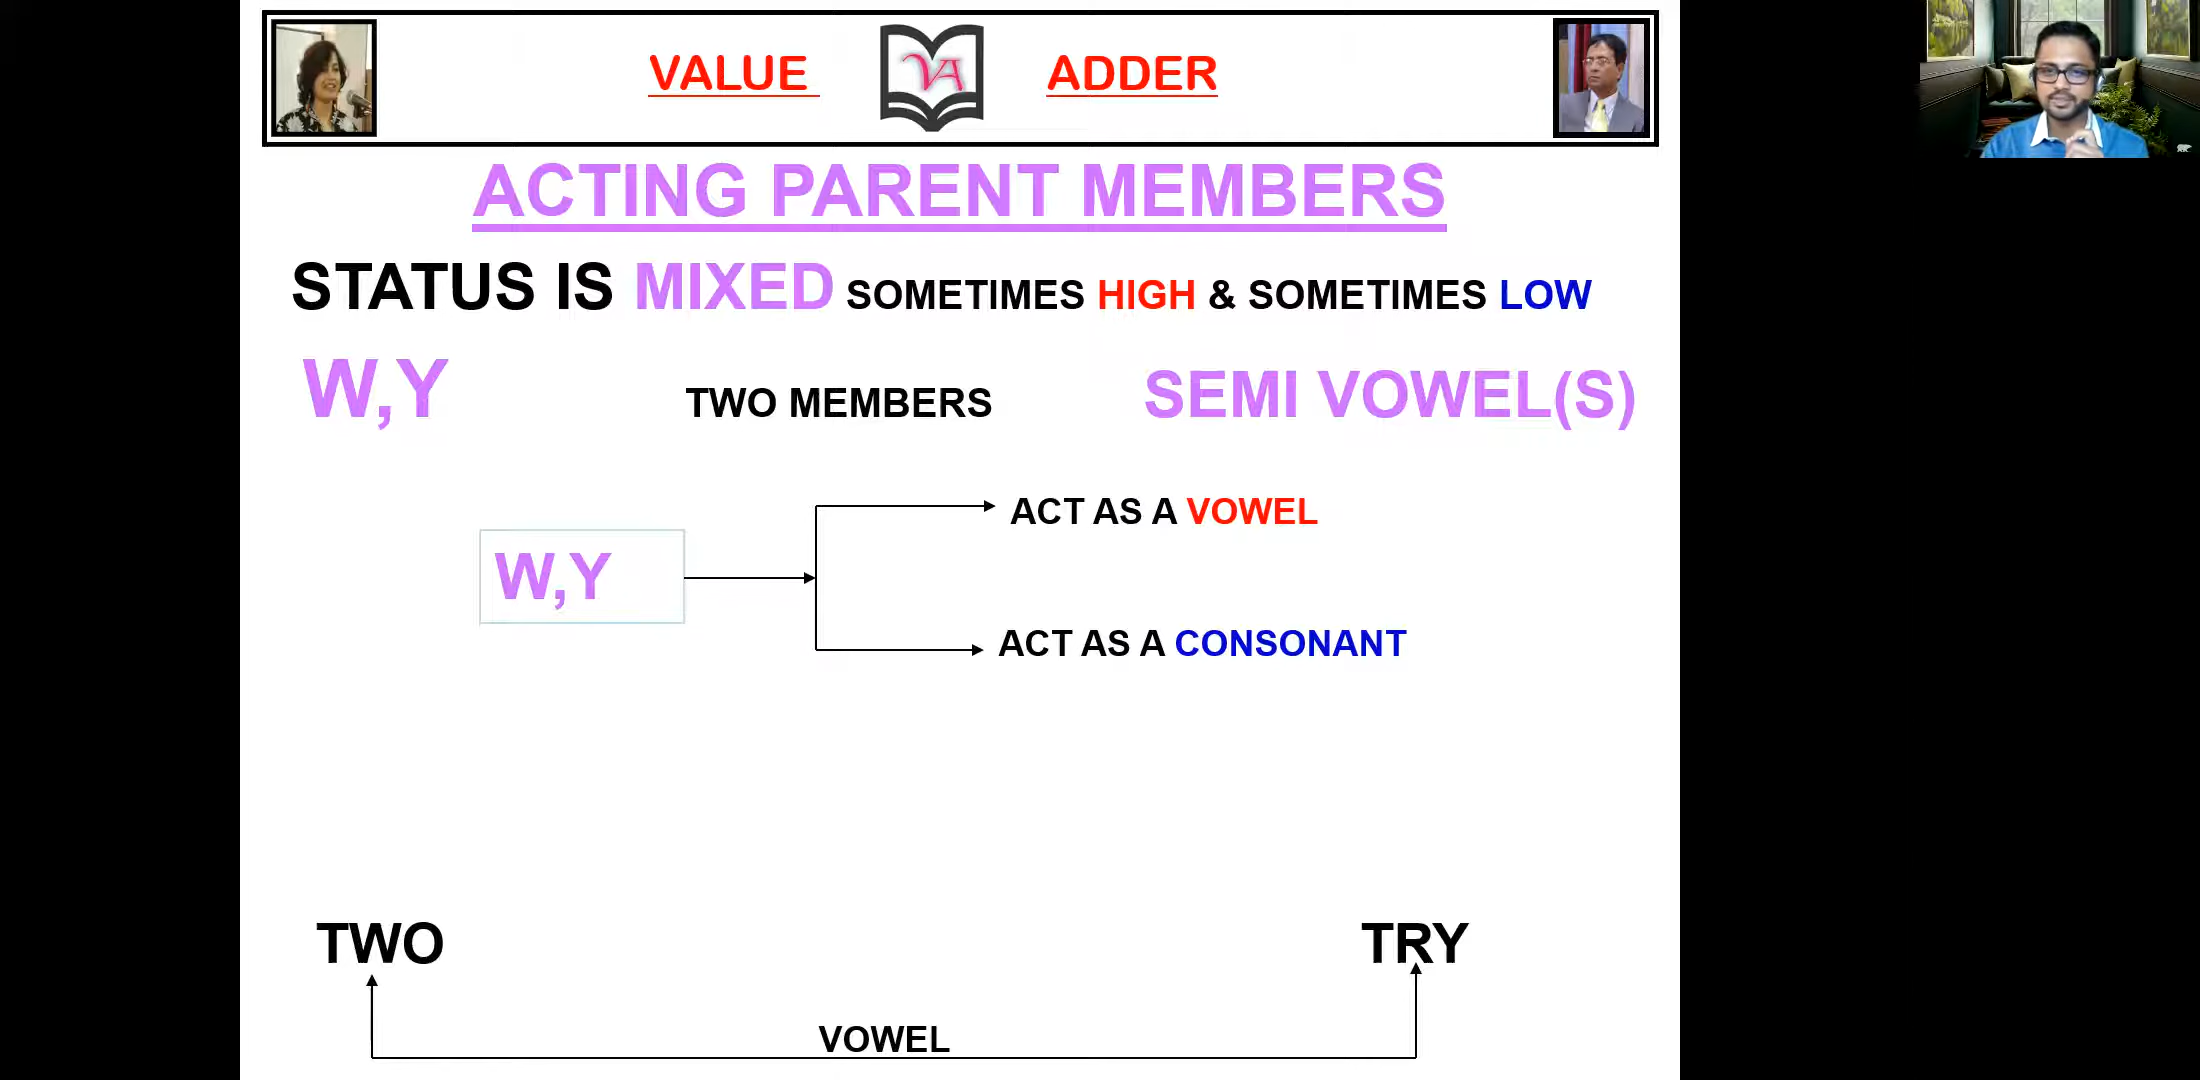 VALUE VA ADDER
ACTING PARENT MEMBERS
STATUS IS MIXED SOMETIMES HIGH & SOMETIMES LOW
W,Y TWO MEMBERS SEMI VOWEL(S)
ACT AS A VOWEL
W,Y
ACT AS A CONSONANT
TWO TRY
VOWEL